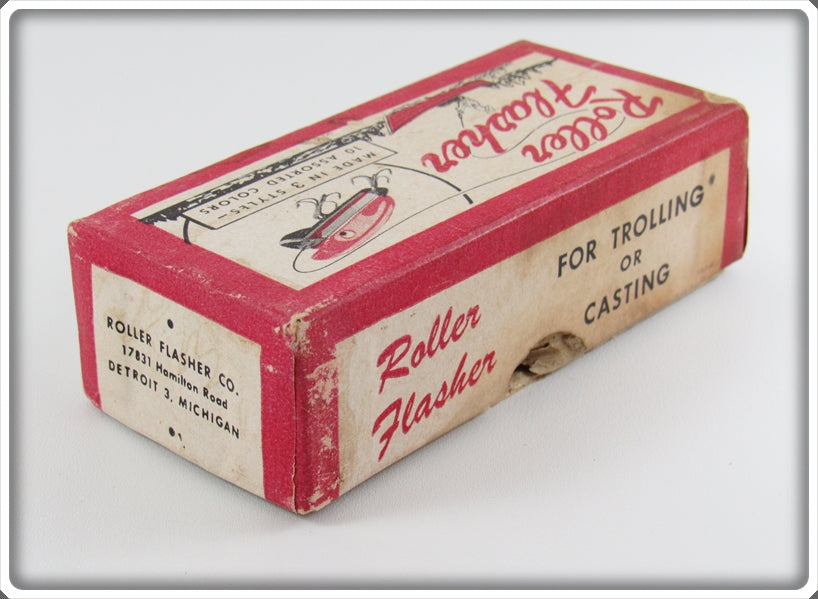 Roller
Flasher
MADE IN 3 STYLES—
10 ASSORTED COLORS
Roller
Flasher
FOR TROLLING
OR
CASTING
ROLLER FLASHER CO.
17831 Hamilton Road
DETROIT 3, MICHIGAN